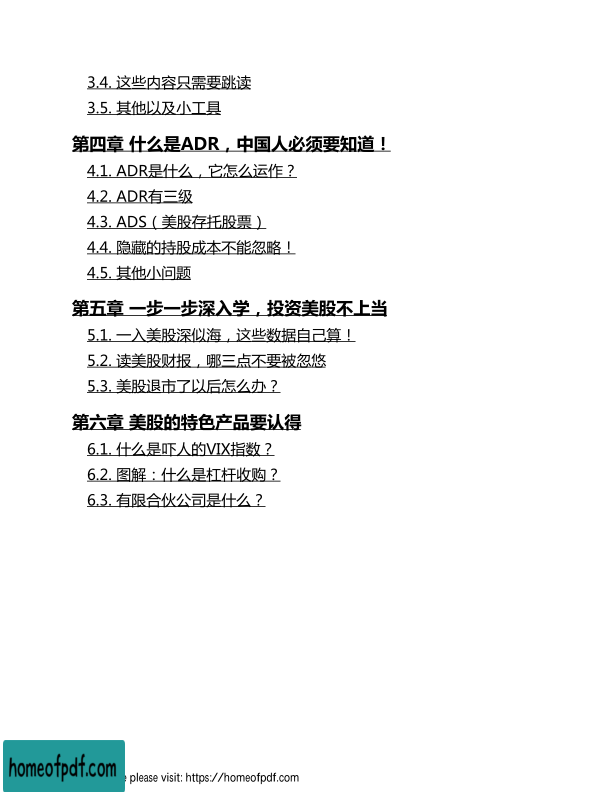 3.4. 这些内容只需要跳读
3.5. 其他以及小工具
第四章 什么是ADR，中国人必须要知道！
4.1. ADR是什么，它怎么运作？
4.2. ADR有三级
4.3. ADS（美股存托股票）
4.4. 隐藏的持股成本不能忽略！
4.5. 其他小问题
第五章 一步一步深入学，投资美股不上当
5.1. 一入美股深似海，这些数据自己算！
5.2. 读美股财报，哪三点不要被忽悠
5.3. 美股退市了以后怎么办？
第六章 美股的特色产品要认得
6.1. 什么是吓人的VIX指数？
6.2. 图解：什么是杠杆收购？
6.3. 有限合伙公司是什么？
homeofpdf.com
please visit: https://homeofpdf.com